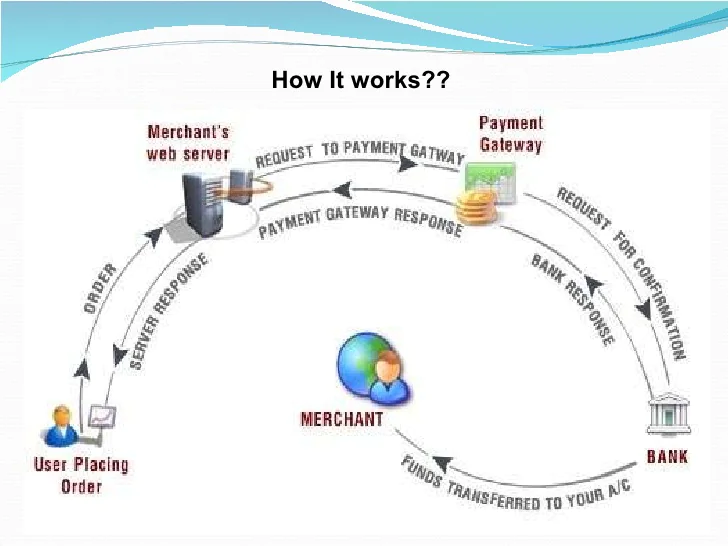 How It works??
Merchant's
web server
Payment
Gateway
REQUEST TO PAYMENT GATWAY
PAYMENT GATEWAY RESPONSE
REQUEST FOR CONFIRMATION
BANK RESPONSE
ORDER
SERVER RESPONSE
MERCHANT
User Placing
Order
BANK
FUNDS TRANSFERRED TO YOUR A/C